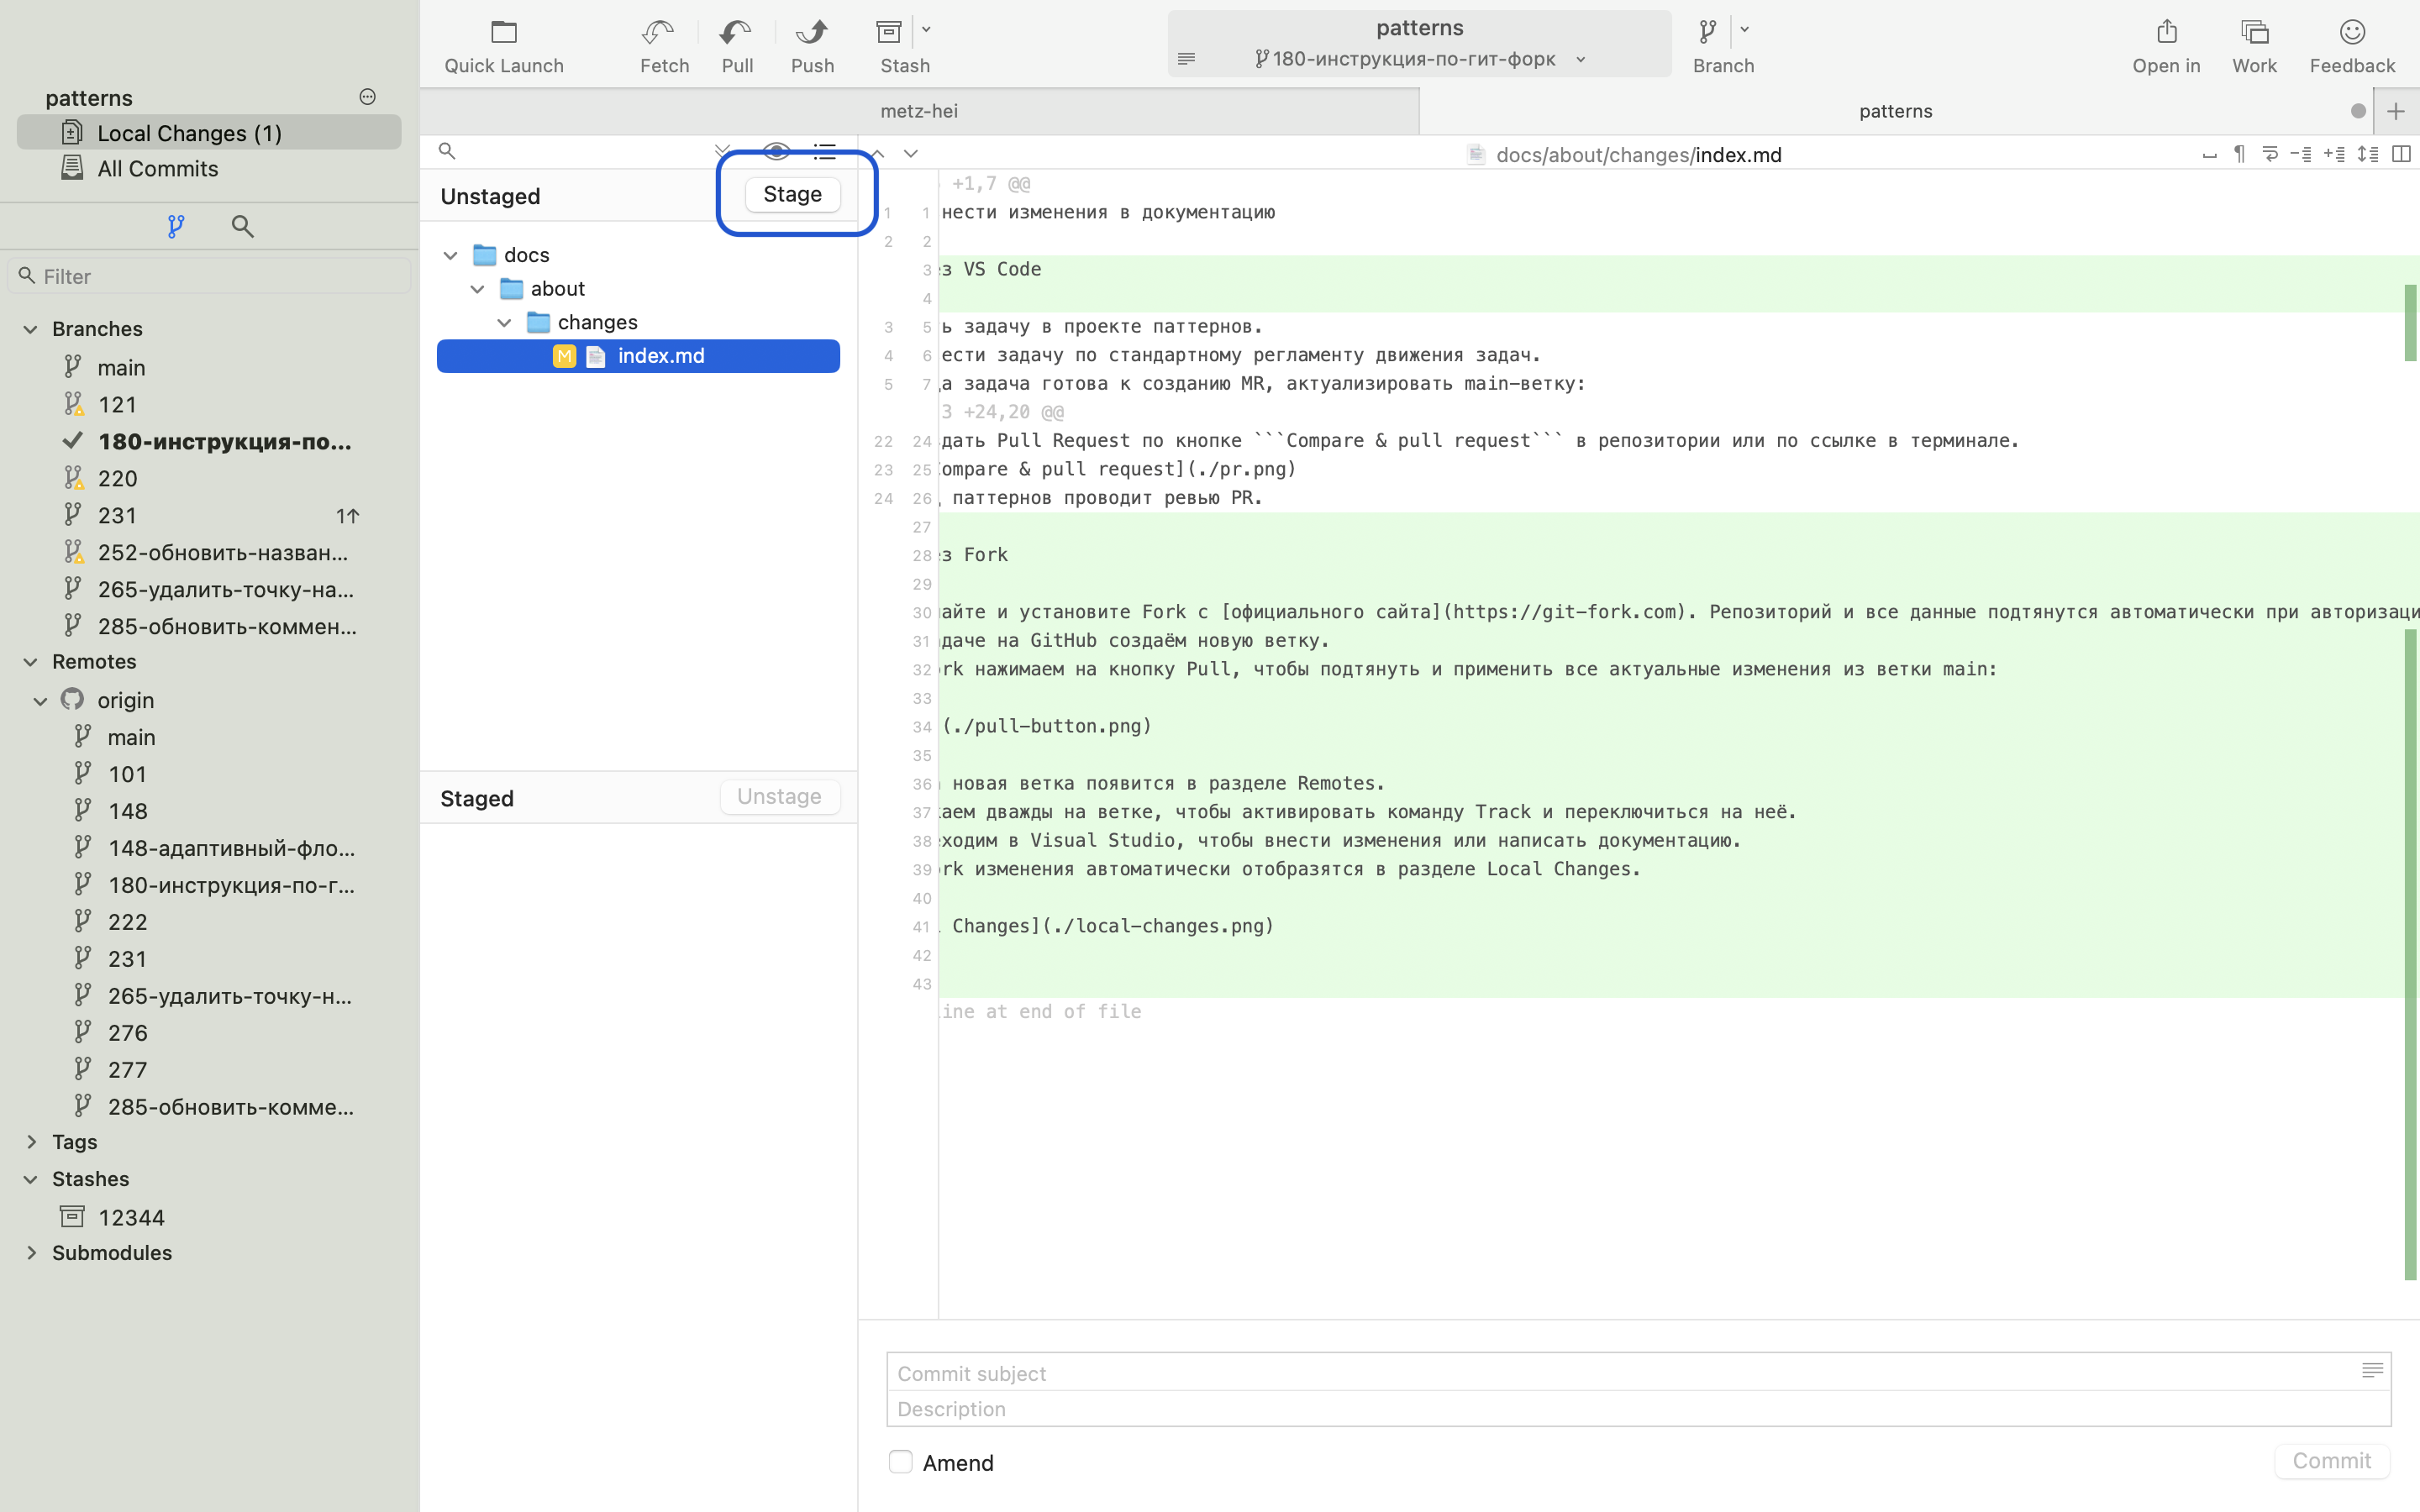 Quick Launch
Fetch
Pull
Push
Stash
patterns
180-инструкция-по-гит-форк
Branch
Open in
Work
Feedback
metz-hei
patterns
patterns
Local Changes (1)
All Commits
Filter
Branches
main
121
180-инструкция-по...
220
231 1↑
252-обновить-назван...
265-удалить-точку-на...
285-обновить-коммен...
Remotes
origin
main
101
148
148-адаптивный-фло...
180-инструкция-по-г...
222
231
265-удалить-точку-н...
276
277
285-обновить-комме...
Tags
Stashes
12344
Submodules
Unstaged
Stage
docs
about
changes
M index.md
Staged
Unstage
docs/about/changes/index.md
+1,7 @@
1 1 нести изменения в документацию
2 2
3 з VS Code
4
3 5 ь задачу в проекте паттернов.
4 6 ести задачу по стандартному регламенту движения задач.
5 7 а задача готова к созданию MR, актуализировать main-ветку:
3 +24,20 @@
22 24 дать Pull Request по кнопке ```Compare & pull request``` в репозитории или по ссылке в терминале.
23 25 ompare & pull request](./pr.png)
24 26 паттернов проводит ревью PR.
27
28 з Fork
29
30 айте и установите Fork с [официального сайта](https://git-fork.com). Репозиторий и все данные подтянутся автоматически при авторизаци
31 даче на GitHub создаём новую ветку.
32 rk нажимаем на кнопку Pull, чтобы подтянуть и применить все актуальные изменения из ветки main:
33
34 (./pull-button.png)
35
36 новая ветка появится в разделе Remotes.
37 аем дважды на ветке, чтобы активировать команду Track и переключиться на неё.
38 ходим в Visual Studio, чтобы внести изменения или написать документацию.
39 rk изменения автоматически отобразятся в разделе Local Changes.
40
41 Changes](./local-changes.png)
42
43
ine at end of file
Commit subject
Description
Amend
Commit